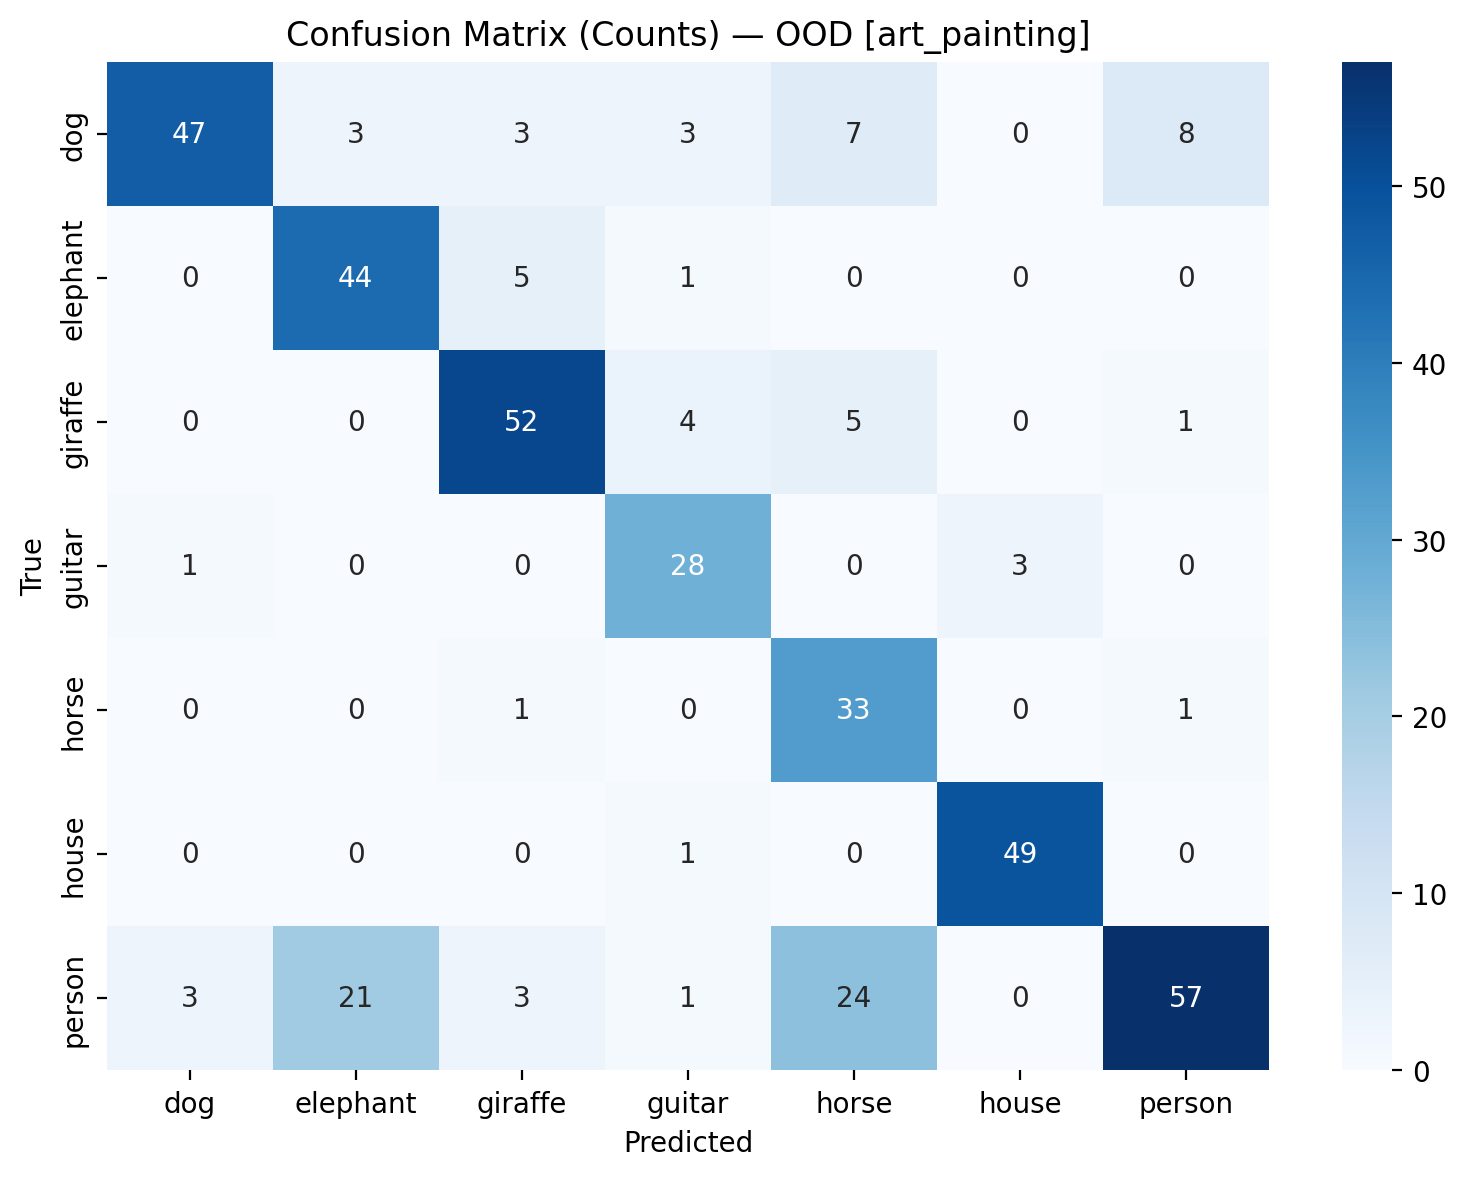 Confusion Matrix (Counts) — OOD [art_painting]
True
dog 47 3 3 3 7 0 8
elephant 0 44 5 1 0 0 0
giraffe 0 0 52 4 5 0 1
guitar 1 0 0 28 0 3 0
horse 0 0 1 0 33 0 1
house 0 0 0 1 0 49 0
person 3 21 3 1 24 0 57
dog elephant giraffe guitar horse house person
Predicted
50
40
30
20
10
0